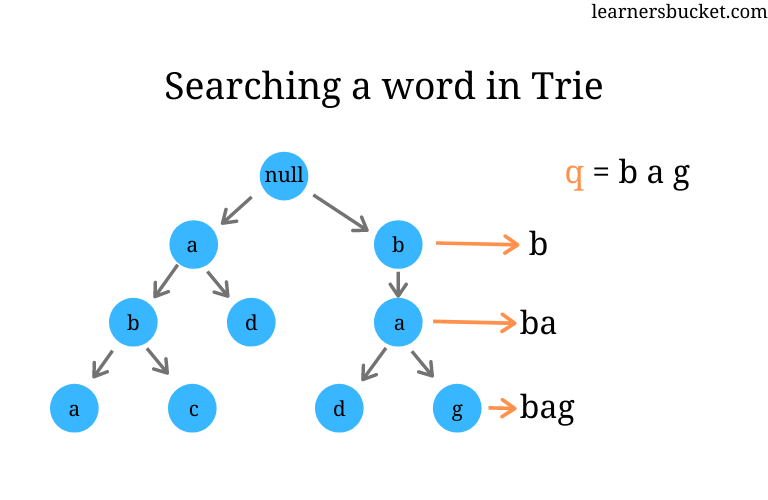 learnersbucket.com
Searching a word in Trie
null
q = b a g
a
b
b
b
d
a
ba
a
c
d
g
bag